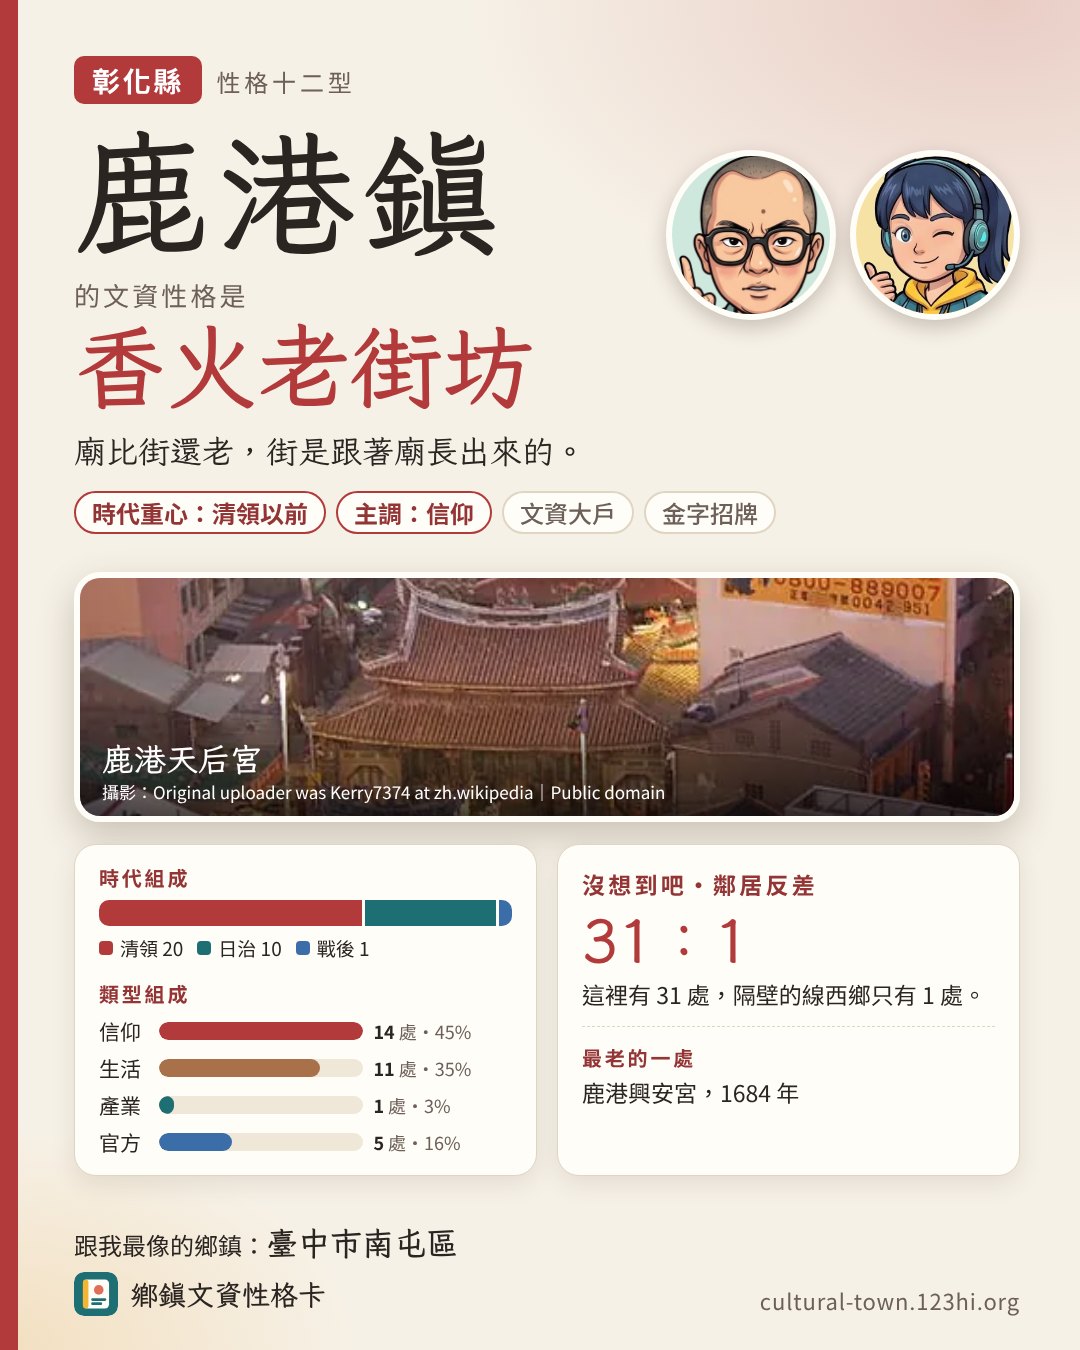 彰化縣 性格十二型
鹿港鎮
的文資性格是
香火老街坊
廟比街還老，街是跟著廟長出來的。
時代重心：清領以前 主調：信仰 文資大戶 金字招牌
0800-889007
0042-951
鹿港天后宮
攝影：Original uploader was Kerry7374 at zh.wikipedia｜Public domain
時代組成
清領 20 日治 10 戰後 1
類型組成
信仰 14 處・45%
生活 11 處・35%
產業 1 處・3%
官方 5 處・16%
沒想到吧・鄰居反差
31：1
這裡有 31 處，隔壁的線西鄉只有 1 處。
最老的一處
鹿港興安宮，1684 年
跟我最像的鄉鎮：臺中市南屯區
鄉鎮文資性格卡
cultural-town.123hi.org